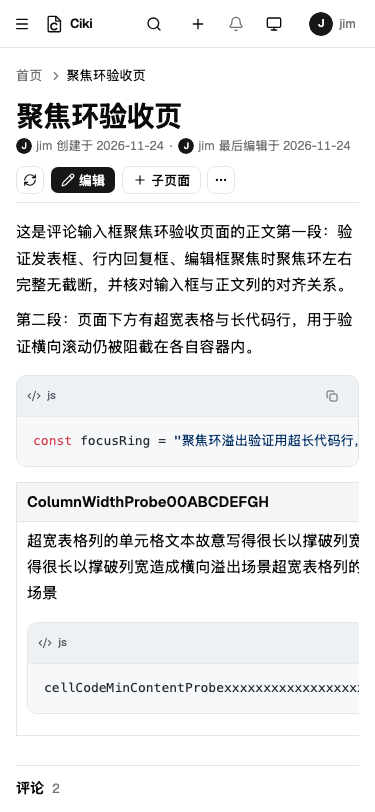 Ciki
J jim
首页 > 聚焦环验收页
聚焦环验收页
J jim 创建于 2026-11-24 · J jim 最后编辑于 2026-11-24
编辑 子页面
这是评论输入框聚焦环验收页面的正文第一段：验
证发表框、行内回复框、编辑框聚焦时聚焦环左右
完整无截断，并核对输入框与正文列的对齐关系。
第二段：页面下方有超宽表格与长代码行，用于验
证横向滚动仍被阻截在各自容器内。
</> js
const focusRing = "聚焦环溢出验证用超长代码行，
ColumnWidthProbe00ABCDEFGH
超宽表格列的单元格文本故意写得很长以撑破列宽
得很长以撑破列宽造成横向溢出场景超宽表格列的
场景
</> js
cellCodeMinContentProbexxxxxxxxxxxxxxxxxx
评论 2